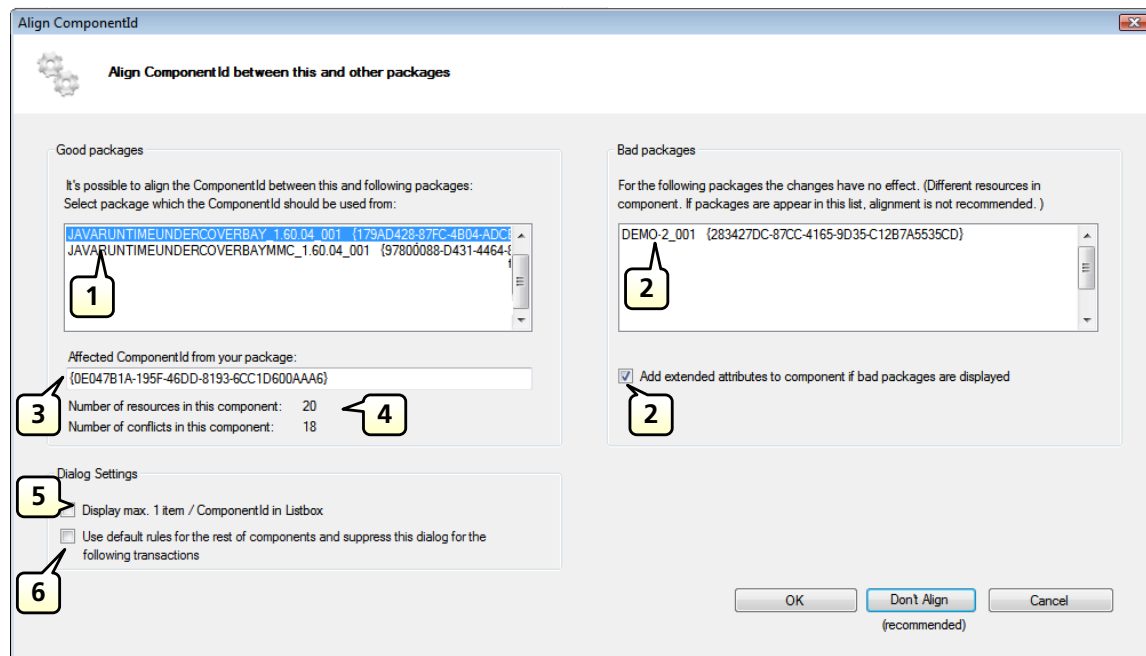 Align ComponentId
Align ComponentId between this and other packages
Good packages
It's possible to align the ComponentId between this and following packages:
Select package which the ComponentId should be used from:
JAVARUNTIMEUNDERCOVERBAY_1.60.04_001 {179AD428-87FC-4B04-ADCE
JAVARUNTIMEUNDERCOVERBAYMMC_1.60.04_001 {97800088-D431-4464-8
1
Affected ComponentId from your package:
{0E047B1A-195F-46DD-8193-6CC1D600AAA6}
3
Number of resources in this component: 20
4
Number of conflicts in this component: 18
Bad packages
For the following packages the changes have no effect. (Different resources in
component. If packages are appear in this list, alignment is not recommended. )
DEMO-2_001 {283427DC-87CC-4165-9D35-C12B7A5535CD}
2
Add extended attributes to component if bad packages are displayed
2
Dialog Settings
5
Display max. 1 item / ComponentId in Listbox
Use default rules for the rest of components and suppress this dialog for the
following transactions
6
OK
Don't Align
Cancel
(recommended)